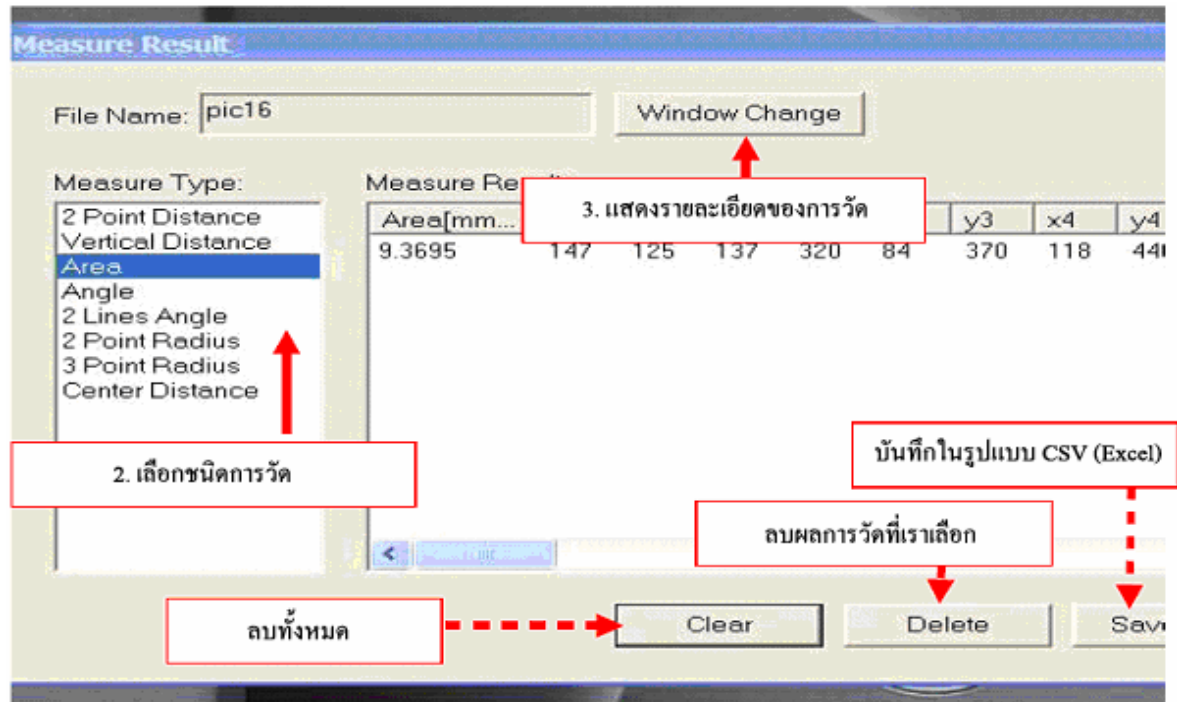 Measure Result
File Name: pic16 Window Change
Measure Type:
2 Point Distance
Vertical Distance
Area
Angle
2 Lines Angle
2 Point Radius
3 Point Radius
Center Distance
Measure
3. แสดงรายละเอียดของการวัด
Area[mm... y3 x4 y4
9.3695 147 125 137 320 84 370 118
2. เลือกชนิดการวัด
บันทึกในรูปแบบ CSV (Excel)
ลบผลการวัดที่เราเลือก
ลบทั้งหมด
Clear Delete